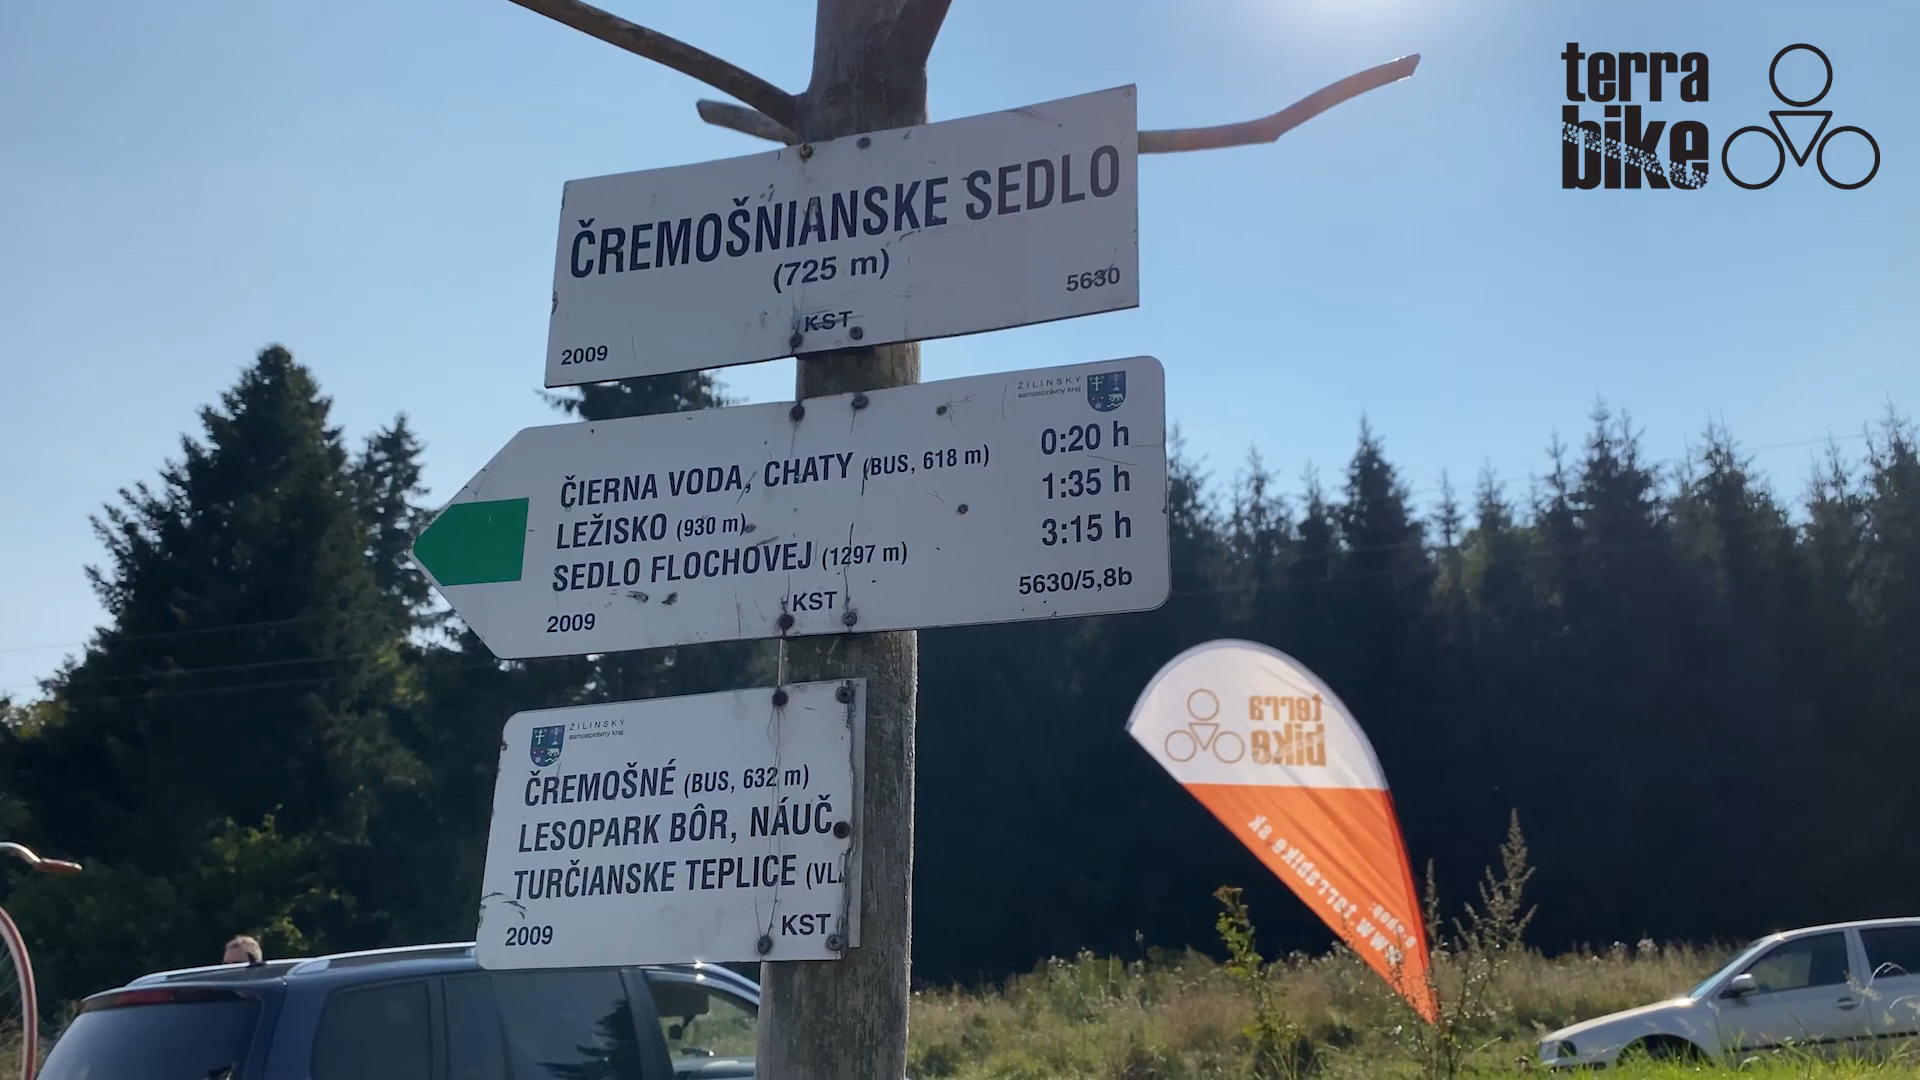 terra
bike
ČREMOŠNIANSKE SEDLO
(725 m)
5630
KST
2009
ŽILINSKÝ
samosprávny kraj
ČIERNA VODA, CHATY (BUS, 618 m) 0:20 h
LEŽISKO (930 m) 1:35 h
SEDLO FLOCHOVEJ (1297 m) 3:15 h
2009 KST 5630/5,8b
ŽILINSKÝ
samosprávny kraj
ČREMOŠNÉ (BUS, 632 m)
LESOPARK BÔR, NÁUČ.
TURČIANSKE TEPLICE (VL
2009 KST
terra
bike
www.terrabike.sk